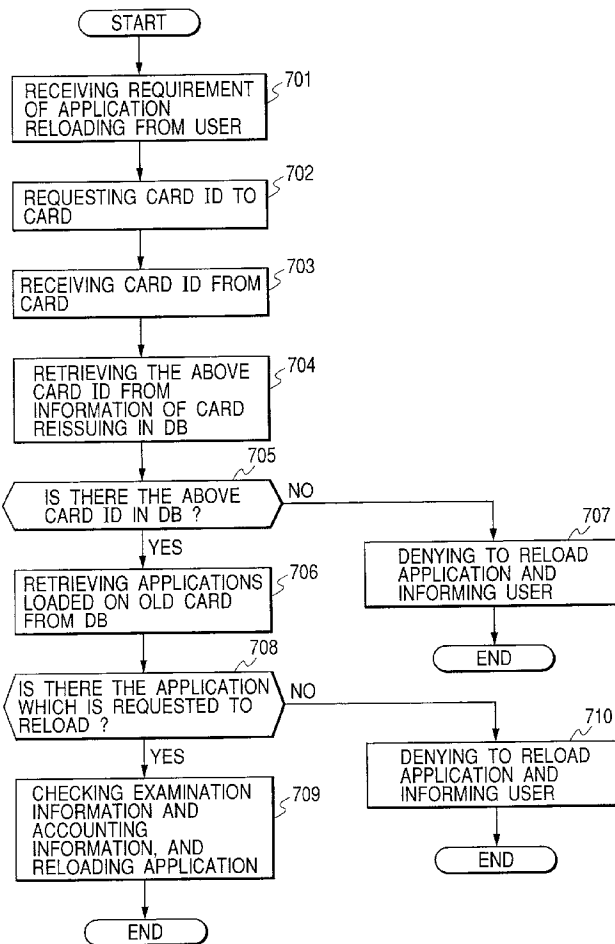 START
RECEIVING REQUIREMENT
OF APPLICATION
RELOADING FROM USER
701
REQUESTING CARD ID TO
CARD
702
RECEIVING CARD ID FROM
CARD
703
RETRIEVING THE ABOVE
CARD ID FROM
INFORMATION OF CARD
REISSUING IN DB
704
705
IS THERE THE ABOVE
CARD ID IN DB ?
NO
YES
707
DENYING TO RELOAD
APPLICATION AND
INFORMING USER
END
RETRIEVING APPLICATIONS
LOADED ON OLD CARD
FROM DB
706
708
IS THERE THE APPLICATION
WHICH IS REQUESTED TO
RELOAD ?
NO
YES
710
DENYING TO RELOAD
APPLICATION AND
INFORMING USER
END
CHECKING EXAMINATION
INFORMATION AND
ACCOUNTING
INFORMATION, AND
RELOADING APPLICATION
709
END